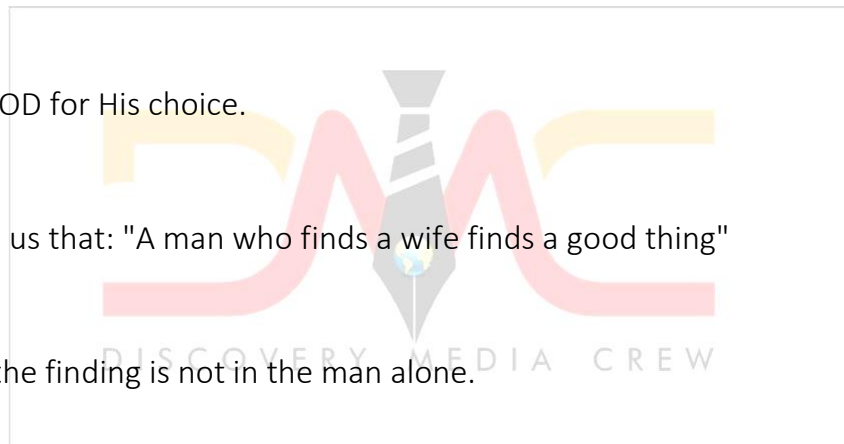 OD for His choice.
us that: "A man who finds a wife finds a good thing"
the finding is not in the man alone.
DISCOVERY MEDIA CREW